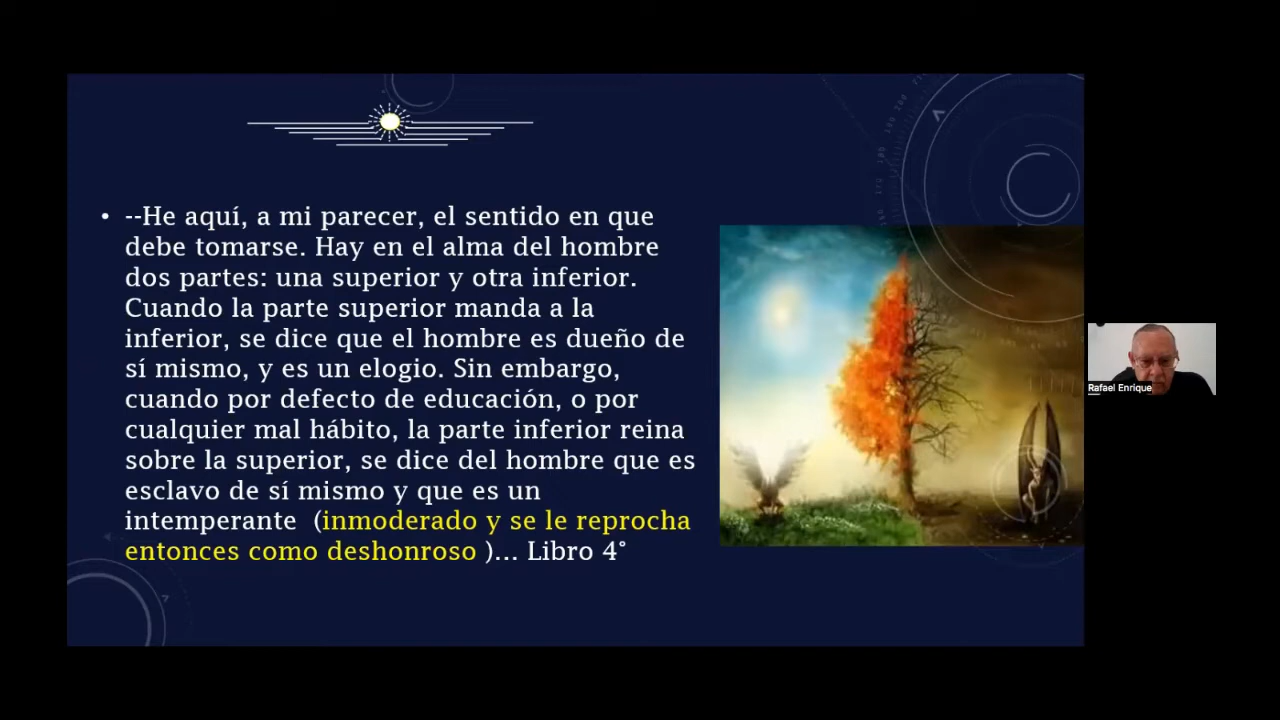 • --He aquí, a mi parecer, el sentido en que
debe tomarse. Hay en el alma del hombre
dos partes: una superior y otra inferior.
Cuando la parte superior manda a la
inferior, se dice que el hombre es dueño de
sí mismo, y es un elogio. Sin embargo,
cuando por defecto de educación, o por
cualquier mal hábito, la parte inferior reina
sobre la superior, se dice del hombre que es
esclavo de sí mismo y que es un
intemperante (inmoderado y se le reprocha
entonces como deshonroso )... Libro 4°
Rafael Enrique